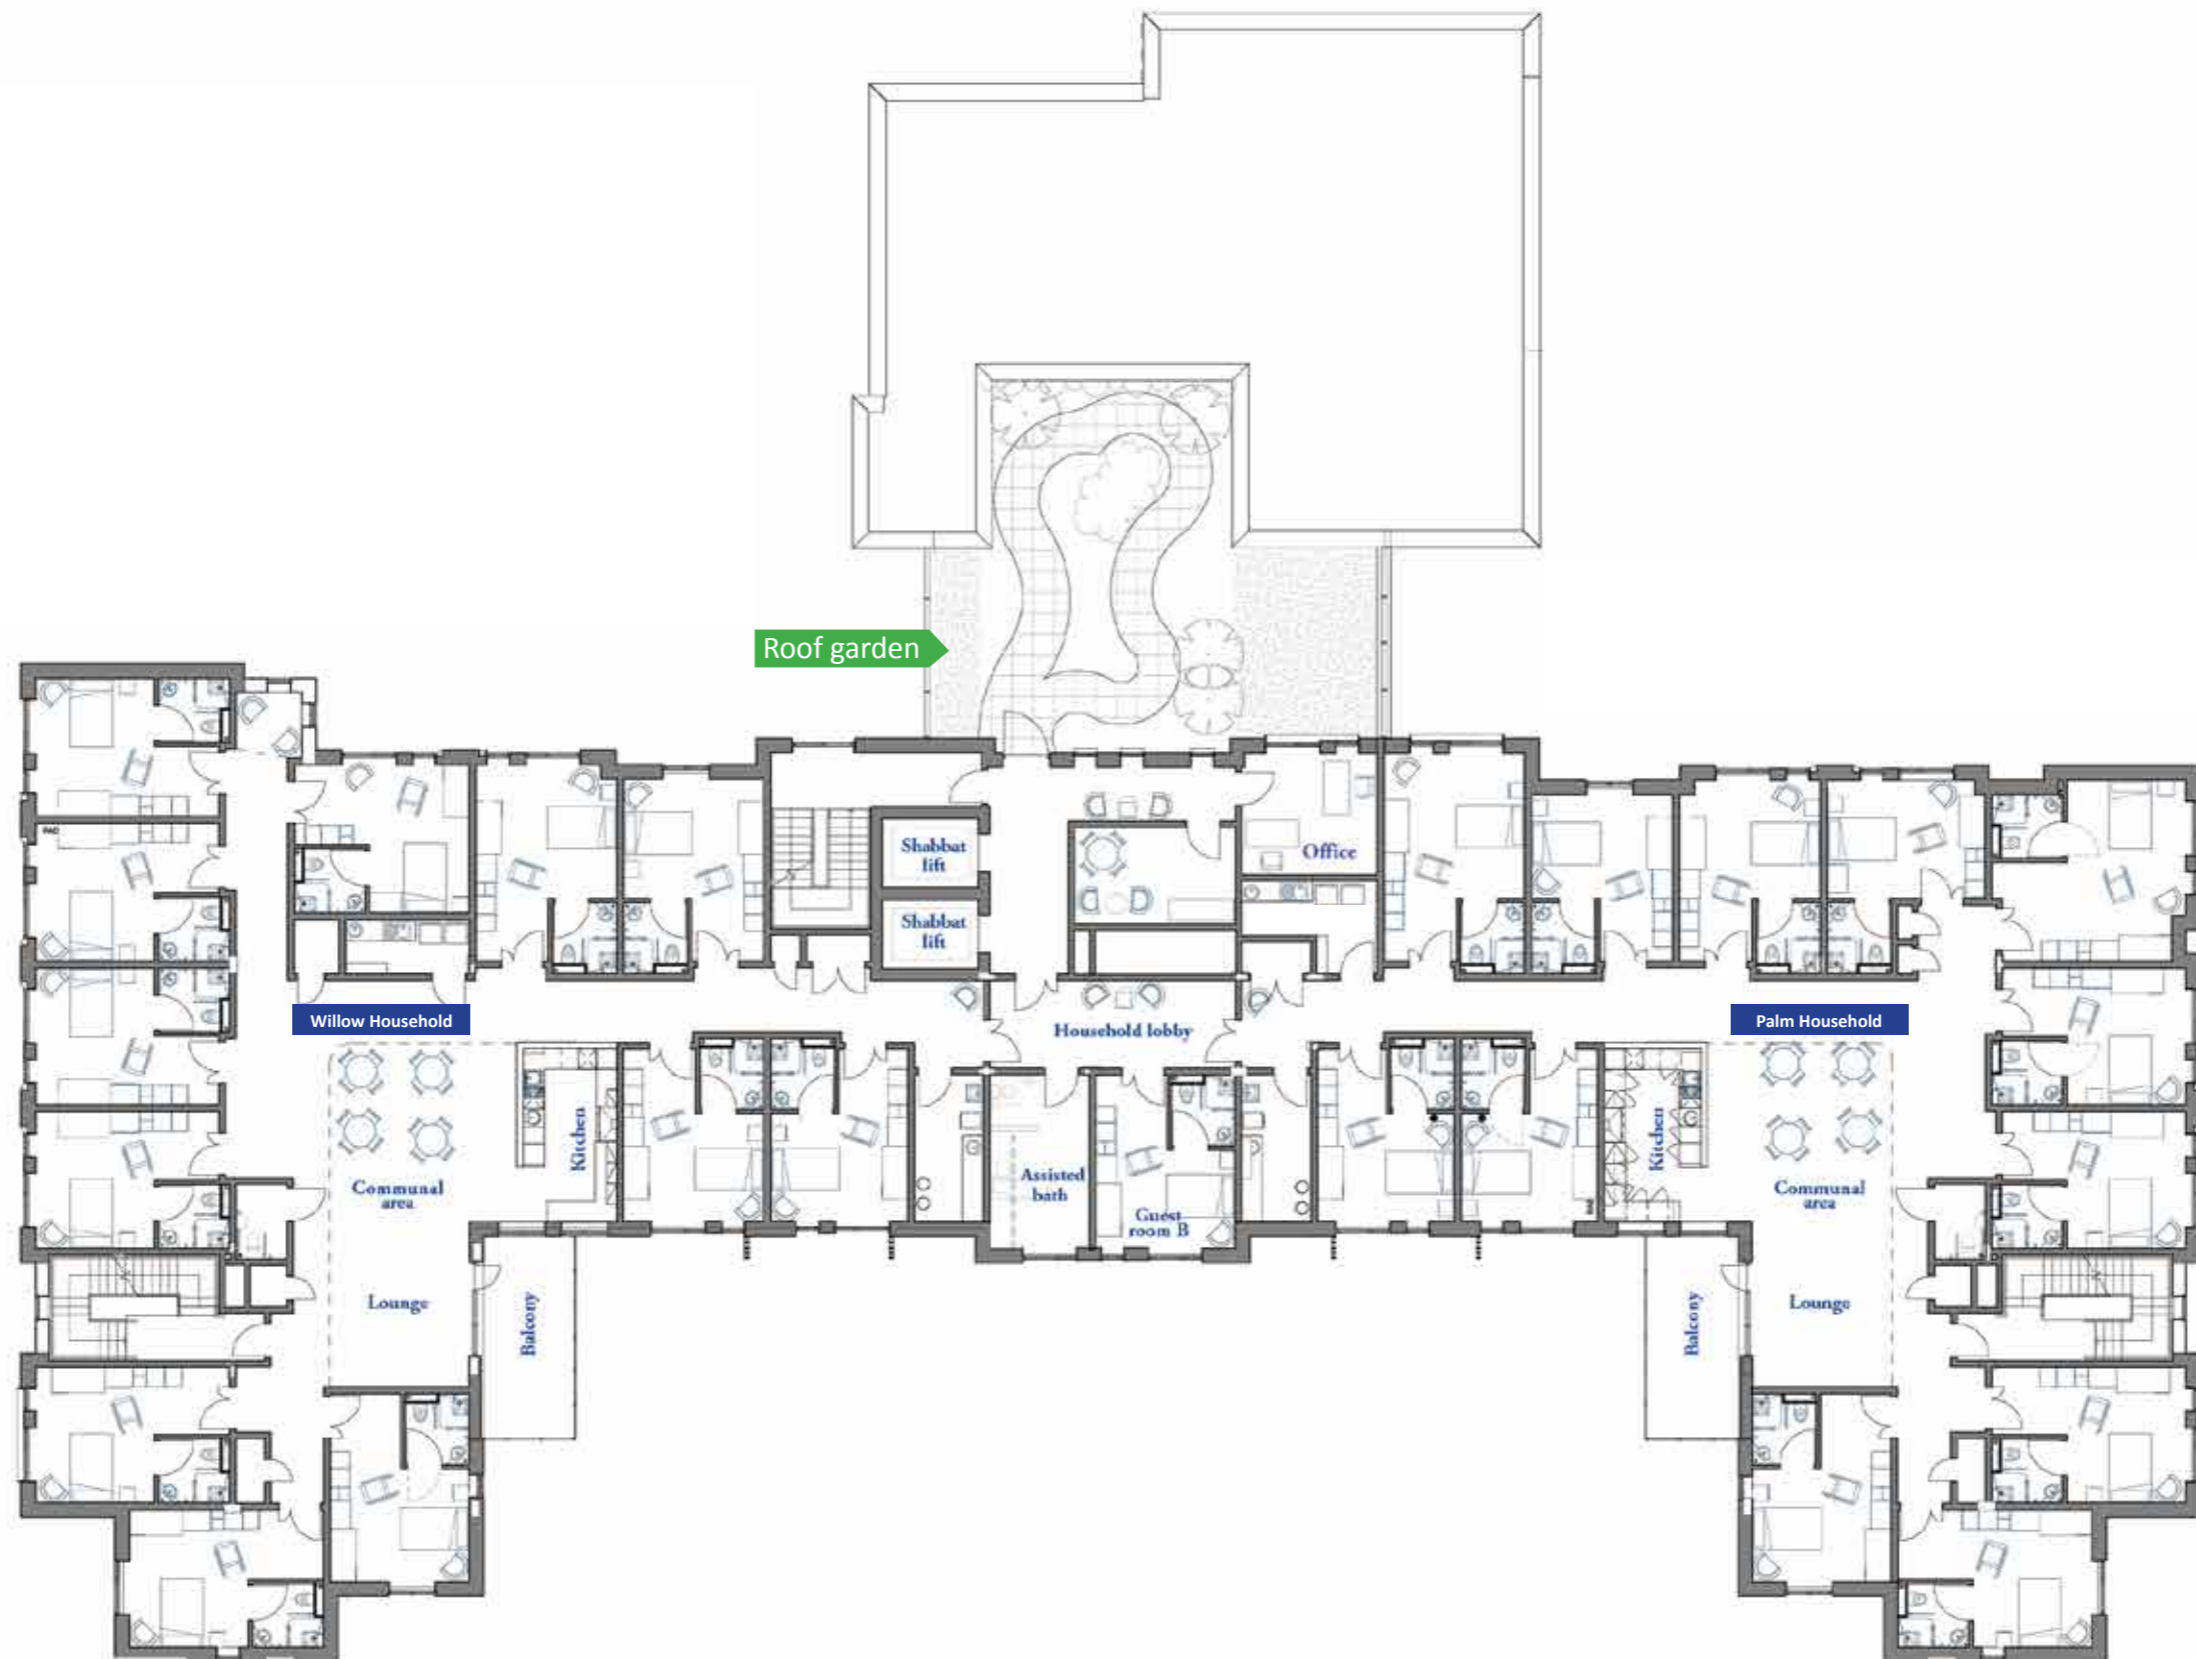 Roof garden
Shabbat
lift
Office
Shabbat
lift
Willow Household
Household lobby
Palm Household
Kitchen
Kitchen
Communal
area
Assisted
bath
Guest
room B
Communal
area
Lounge
Balcony
Balcony
Lounge